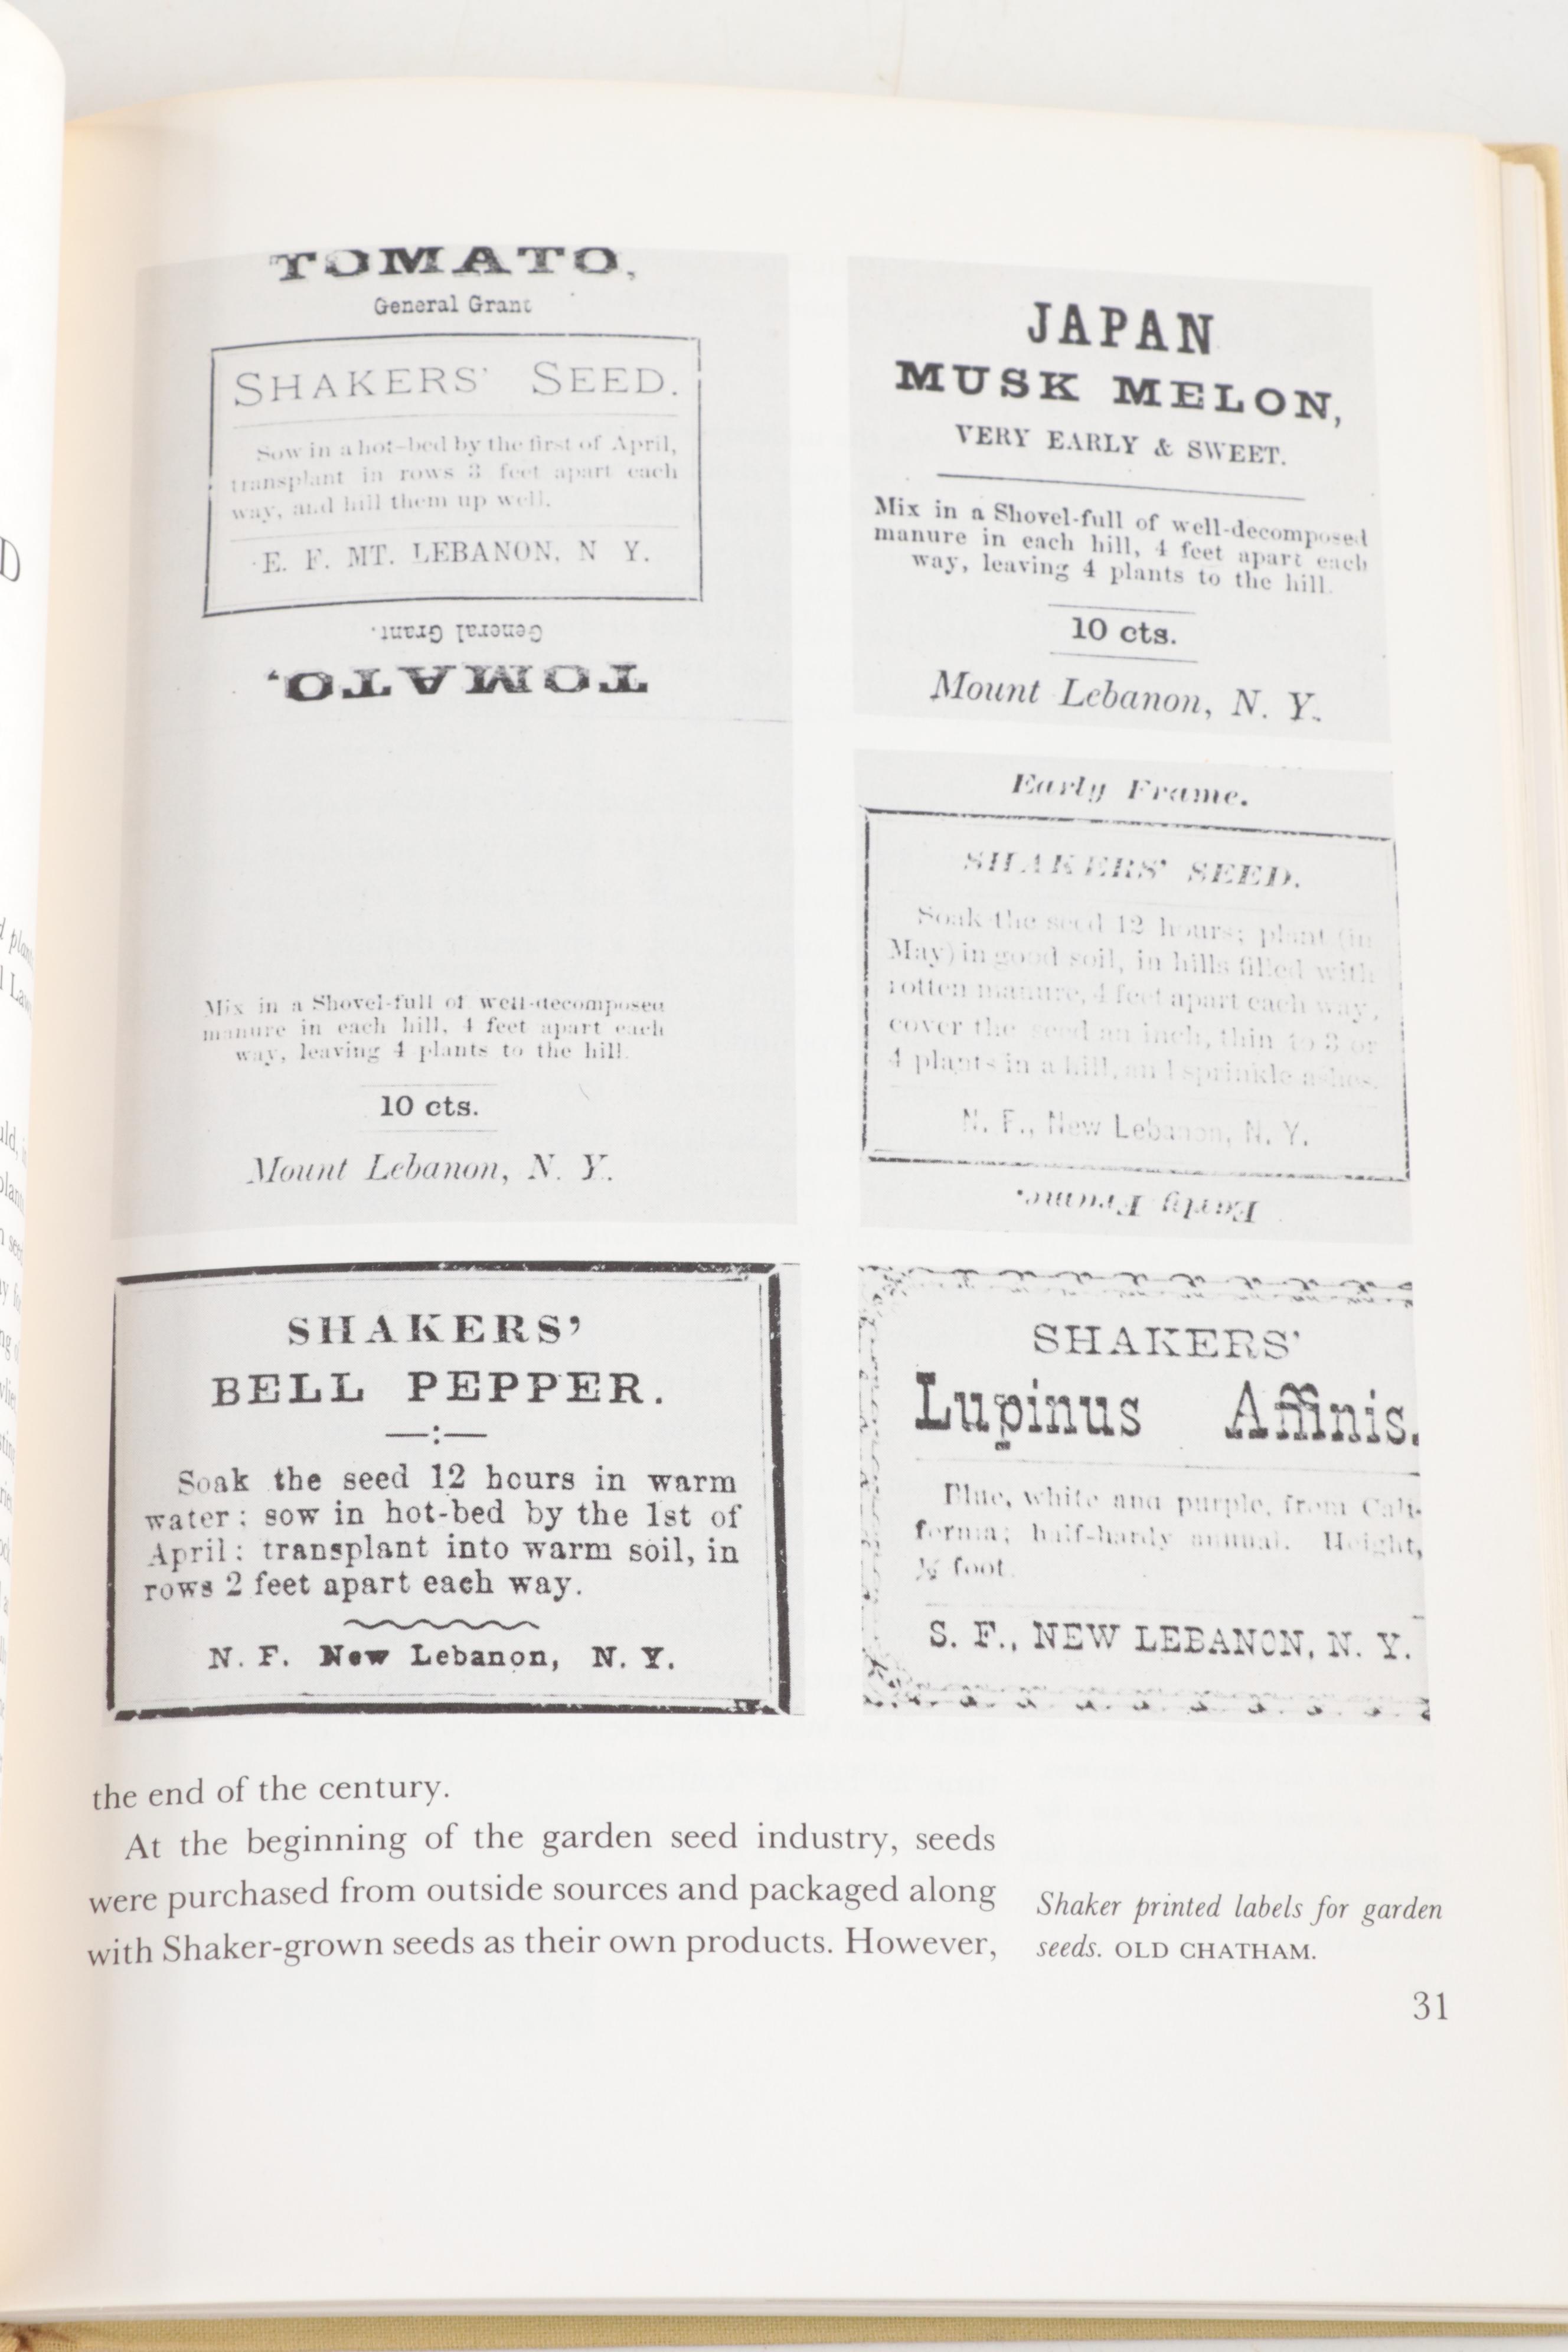 TOMATO,
General Grant
SHAKERS' SEED.
Sow in a hot-bed by the first of April,
transplant in rows 3 feet apart each
way, and hill them up well.
E. F. MT. LEBANON, N Y.
General Grant.
TOMATO,
Mix in a Shovel-full of well-decomposed
manure in each hill, 4 feet apart each
way, leaving 4 plants to the hill.
10 cts.
Mount Lebanon, N. Y.
JAPAN
MUSK MELON,
VERY EARLY & SWEET.
Mix in a Shovel-full of well-decomposed
manure in each hill, 4 feet apart each
way, leaving 4 plants to the hill.
10 cts.
Mount Lebanon, N. Y.
Early Frame.
SHAKERS' SEED.
Soak the seed 12 hours; plant (in
May) in good soil, in hills filled with
rotten manure, 4 feet apart each way,
cover the seed an inch, thin to 3 or
4 plants in a hill, and sprinkle ashes.
N. F., New Lebanon, N. Y.
Early Frame.
SHAKERS'
BELL PEPPER.
—:—
Soak the seed 12 hours in warm
water: sow in hot-bed by the 1st of
April: transplant into warm soil, in
rows 2 feet apart each way.
N. F. New Lebanon, N. Y.
SHAKERS'
Lupinus Affinis.
Blue, white and purple, from Cali-
fornia; half-hardy annual. Height,
foot.
S. F., NEW LEBANON, N. Y.
the end of the century.
At the beginning of the garden seed industry, seeds
were purchased from outside sources and packaged along
with Shaker-grown seeds as their own products. However,
Shaker printed labels for garden
seeds. OLD CHATHAM.
31